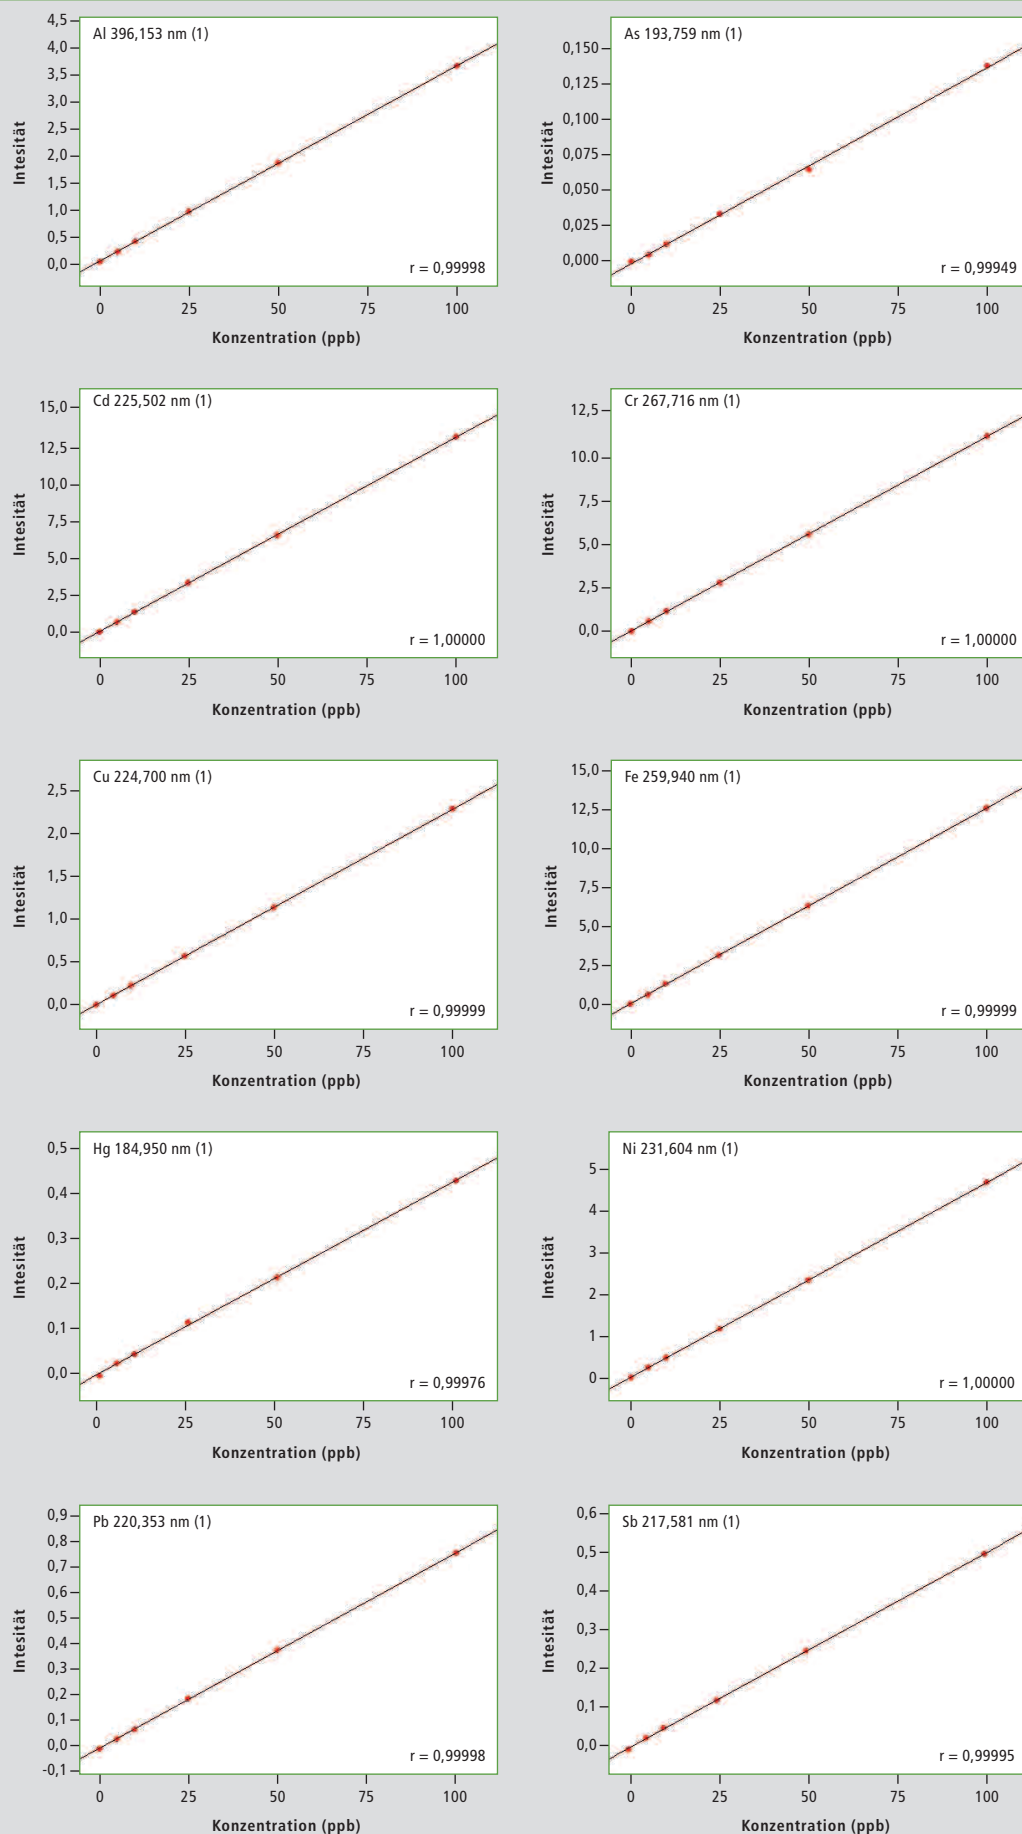 Al 396,153 nm (1)
4,5
4,0
3,5
3,0
2,5
2,0
1,5
1,0
0,5
0,0
Intesität
r = 0,99998
0 25 50 75 100
Konzentration (ppb)
As 193,759 nm (1)
0,150
0,125
0,100
0,075
0,050
0,025
0,000
Intesität
r = 0,99949
0 25 50 75 100
Konzentration (ppb)
Cd 225,502 nm (1)
15,0
12,5
10,0
7,5
5,0
2,5
0,0
Intesität
r = 1,00000
0 25 50 75 100
Konzentration (ppb)
Cr 267,716 nm (1)
12,5
10.0
7,5
5,0
2,5
0,0
Intesität
r = 1,00000
0 25 50 75 100
Konzentration (ppb)
Cu 224,700 nm (1)
2,5
2,0
1,5
1,0
0,5
0,0
Intesität
r = 0,99999
0 25 50 75 100
Konzentration (ppb)
Fe 259,940 nm (1)
15,0
12,5
10,0
7,5
5,0
2,5
0,0
Intesität
r = 0,99999
0 25 50 75 100
Konzentration (ppb)
Hg 184,950 nm (1)
0,5
0,4
0,3
0,2
0,1
0,0
Intesität
r = 0,99976
0 25 50 75 100
Konzentration (ppb)
Ni 231,604 nm (1)
5
4
3
2
1
0
Intesität
r = 1,00000
0 25 50 75 100
Konzentration (ppb)
Pb 220,353 nm (1)
0,9
0,8
0,7
0,6
0,5
0,4
0,3
0,2
0,1
0,0
-0,1
Intesität
r = 0,99998
0 25 50 75 100
Konzentration (ppb)
Sb 217,581 nm (1)
0,6
0,5
0,4
0,3
0,2
0,1
0,0
Intesität
r = 0,99995
0 25 50 75 100
Konzentration (ppb)